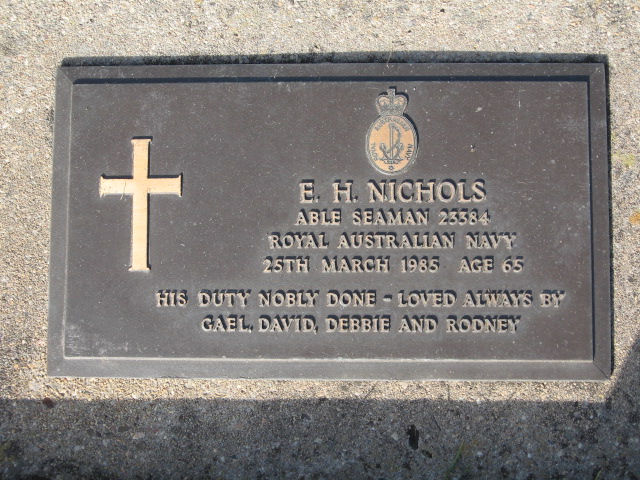 E. H. NICHOLS
ABLE SEAMAN 23384
ROYAL AUSTRALIAN NAVY
25TH MARCH 1985 AGE 65
HIS DUTY NOBLY DONE - LOVED ALWAYS BY
GAEL, DAVID, DEBBIE AND RODNEY